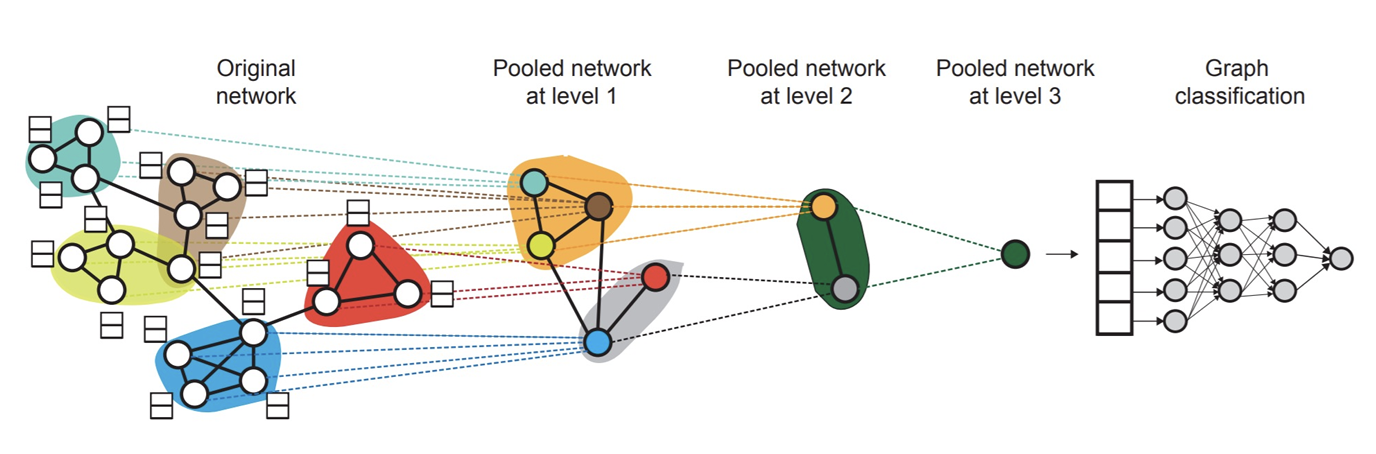 Original
network
Pooled network
at level 1
Pooled network
at level 2
Pooled network
at level 3
Graph
classification